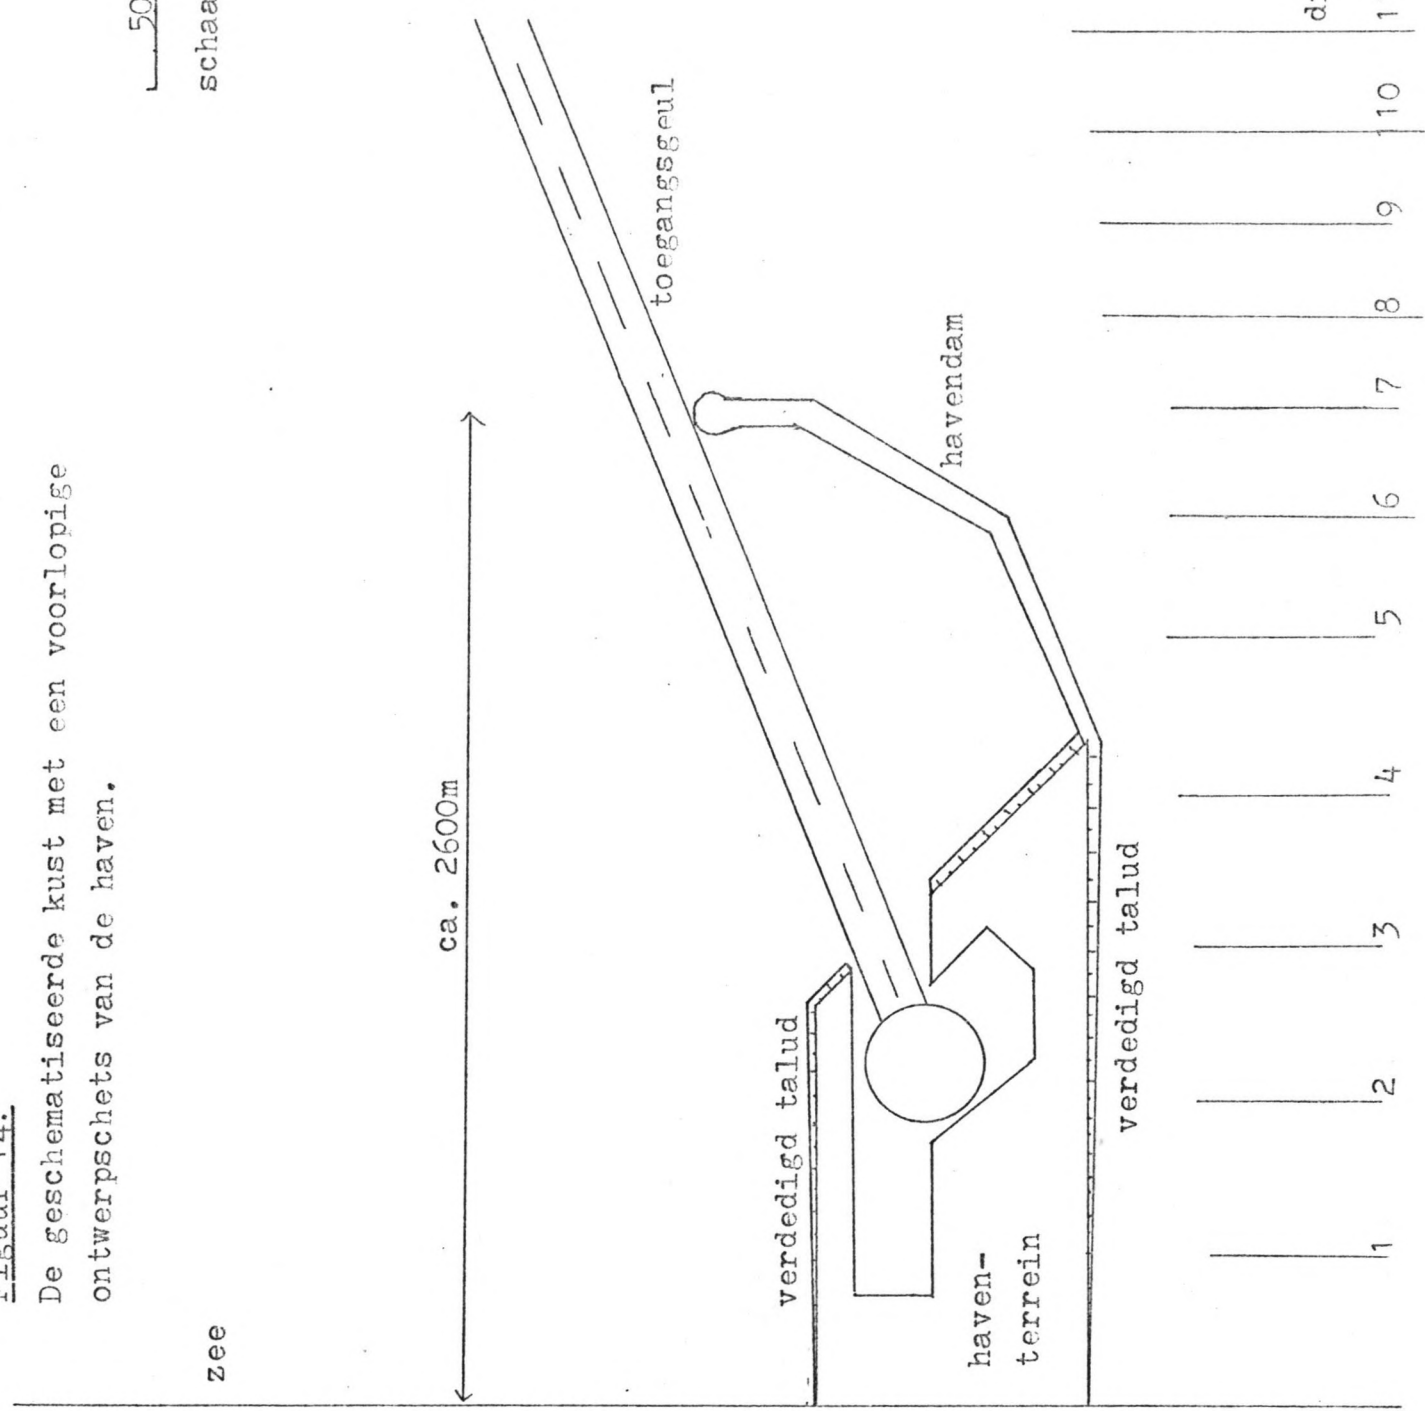 De geschematiseerde kust met een voorlopige
ontwerpschets van de haven.
50
zee
ca. 2600m
toegangsgeul
havendam
verdedigd talud
haven-
terrein
verdedigd talud
1
2
3
4
5
6
7
8
9
10